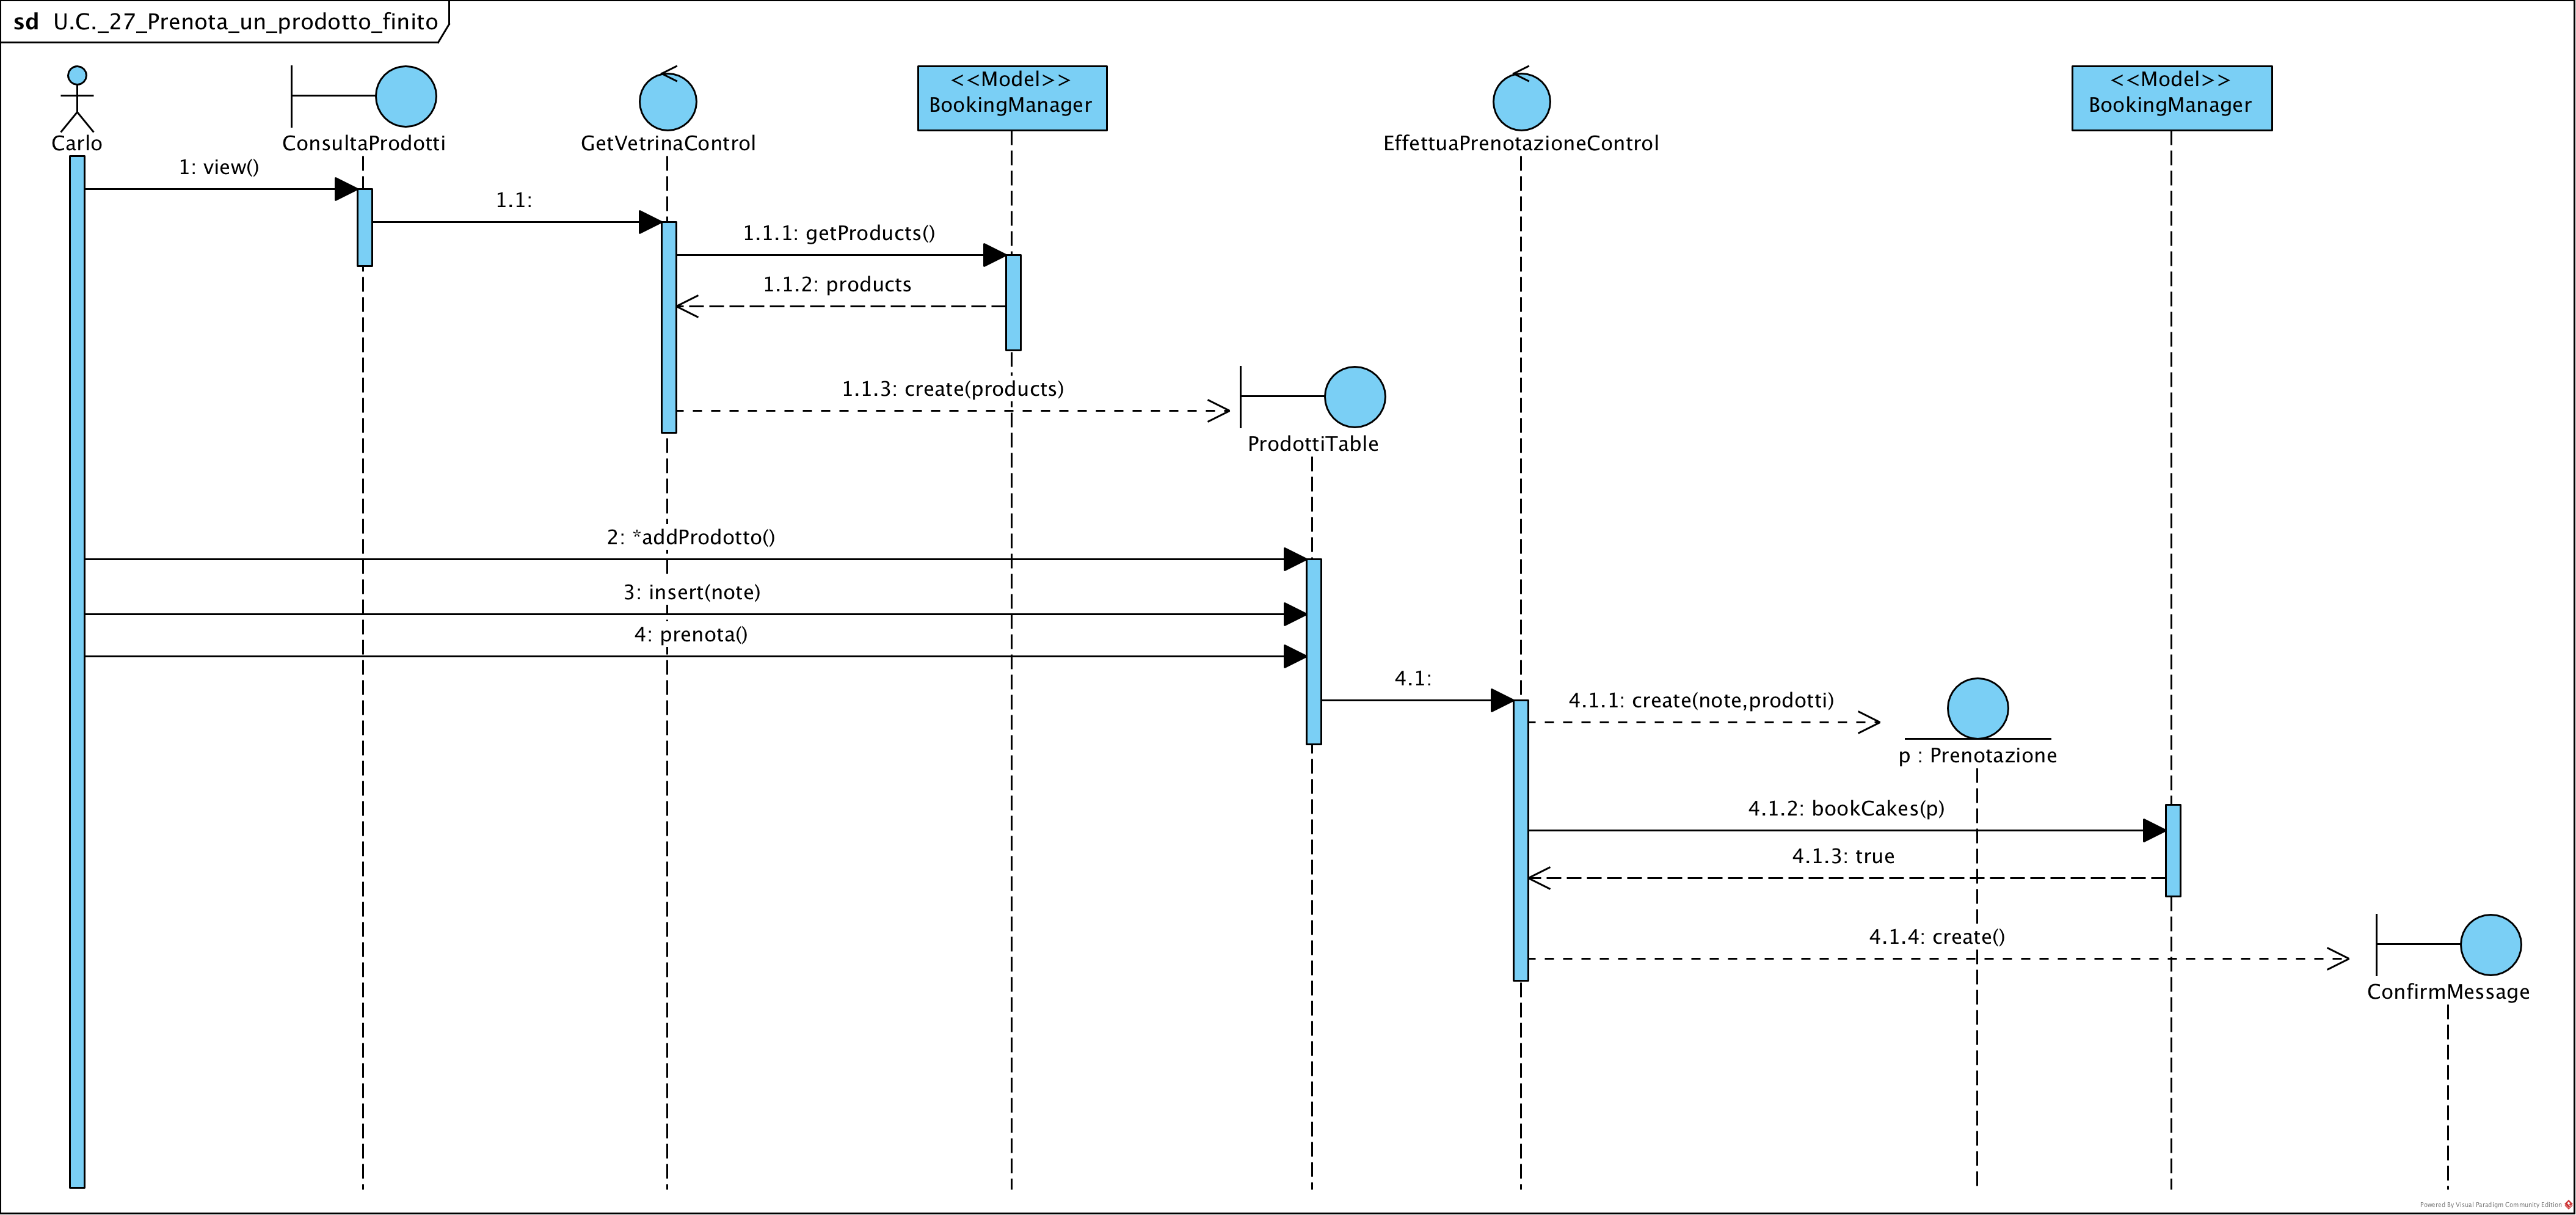 sd U.C._27_Prenota_un_prodotto_finito
<<Model>>
BookingManager
<<Model>>
BookingManager
Carlo
ConsultaProdotti
GetVetrinaControl
EffettuaPrenotazioneControl
1: view()
1.1:
1.1.1: getProducts()
1.1.2: products
1.1.3: create(products)
ProdottiTable
2: *addProdotto()
3: insert(note)
4: prenota()
4.1:
4.1.1: create(note,prodotti)
p : Prenotazione
4.1.2: bookCakes(p)
4.1.3: true
4.1.4: create()
ConfirmMessage
Powered By Visual Paradigm Community Edition